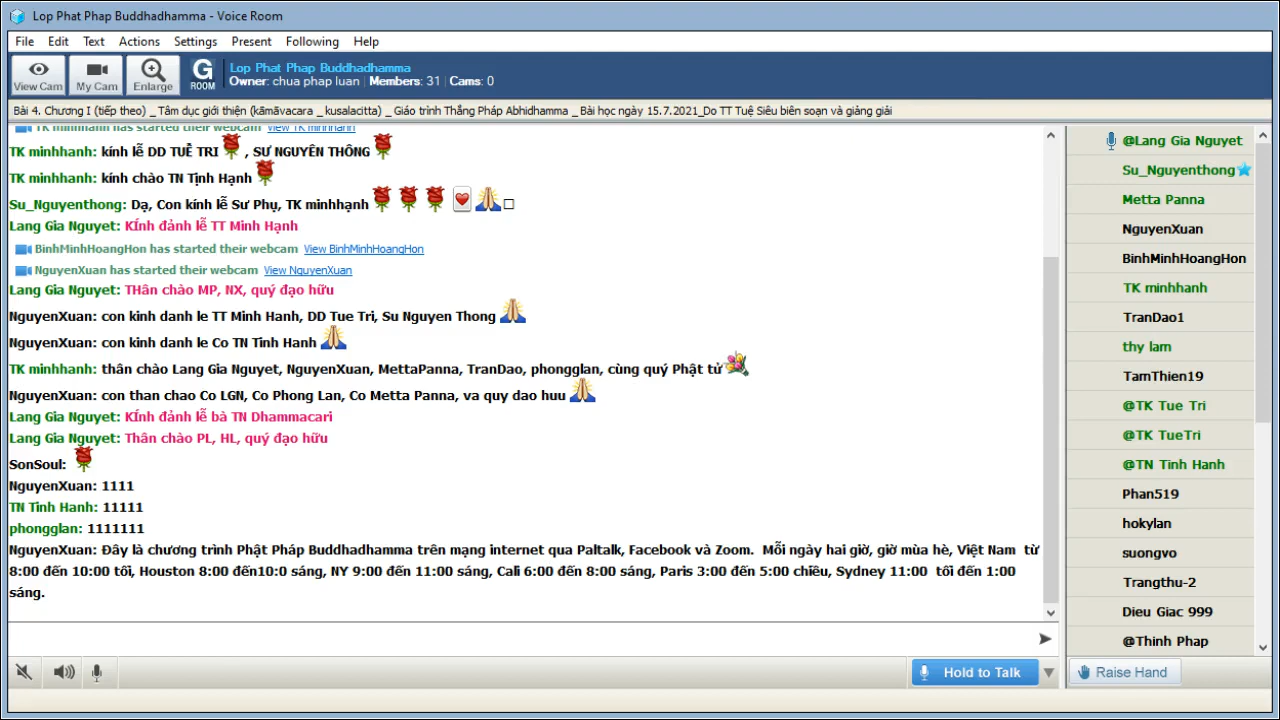 Lop Phat Phap Buddhadhamma - Voice Room
File Edit Text Actions Settings Present Following Help
View Cam My Cam Enlarge G ROOM
Lop Phat Phap Buddhadhamma
Owner: chua phap luan | Members: 31 | Cams: 0
Bài 4. Chương I (tiếp theo) _ Tâm dục giới thiện (kāmāvacara _ kusalacitta) _ Giáo trình Thắng Pháp Abhidhamma _ Bài học ngày 15.7.2021_Do TT Tuệ Siêu biên soạn và giảng giải
TK minhhanh has started their webcam View TK minhhanh
TK minhhanh: kính lễ DD TUỆ TRI , SƯ NGUYÊN THÔNG
TK minhhanh: kính chào TN Tịnh Hạnh
Su_Nguyenthong: Dạ, Con kính lễ Sư Phụ, TK minhhạnh
Lang Gia Nguyet: KÍnh đảnh lễ TT Minh Hạnh
BinhMinhHoangHon has started their webcam View BinhMinhHoangHon
NguyenXuan has started their webcam View NguyenXuan
Lang Gia Nguyet: THân chào MP, NX, quý đạo hữu
NguyenXuan: con kinh danh le TT Minh Hanh, DD Tue Tri, Su Nguyen Thong
NguyenXuan: con kinh danh le Co TN Tinh Hanh
TK minhhanh: thân chào Lang Gia Nguyet, NguyenXuan, MettaPanna, TranDao, phongglan, cùng quý Phật tử
NguyenXuan: con than chao Co LGN, Co Phong Lan, Co Metta Panna, va quy dao huu
Lang Gia Nguyet: KÍnh đảnh lễ bà TN Dhammacari
Lang Gia Nguyet: Thân chào PL, HL, quý đạo hữu
SonSoul:
NguyenXuan: 1111
TN Tinh Hanh: 11111
phongglan: 1111111
NguyenXuan: Đây là chương trình Phật Pháp Buddhadhamma trên mạng internet qua Paltalk, Facebook và Zoom. Mỗi ngày hai giờ, giờ mùa hè, Việt Nam từ
8:00 đến 10:00 tối, Houston 8:00 đến10:0 sáng, NY 9:00 đến 11:00 sáng, Cali 6:00 đến 8:00 sáng, Paris 3:00 đến 5:00 chiều, Sydney 11:00 tối đến 1:00
sáng.
@Lang Gia Nguyet
Su_Nguyenthong
Metta Panna
NguyenXuan
BinhMinhHoangHon
TK minhhanh
TranDao1
thy lam
TamThien19
@TK Tue Tri
@TK TueTri
@TN Tinh Hanh
Phan519
hokylan
suongvo
Trangthu-2
Dieu Giac 999
@Thinh Phap
Hold to Talk
Raise Hand